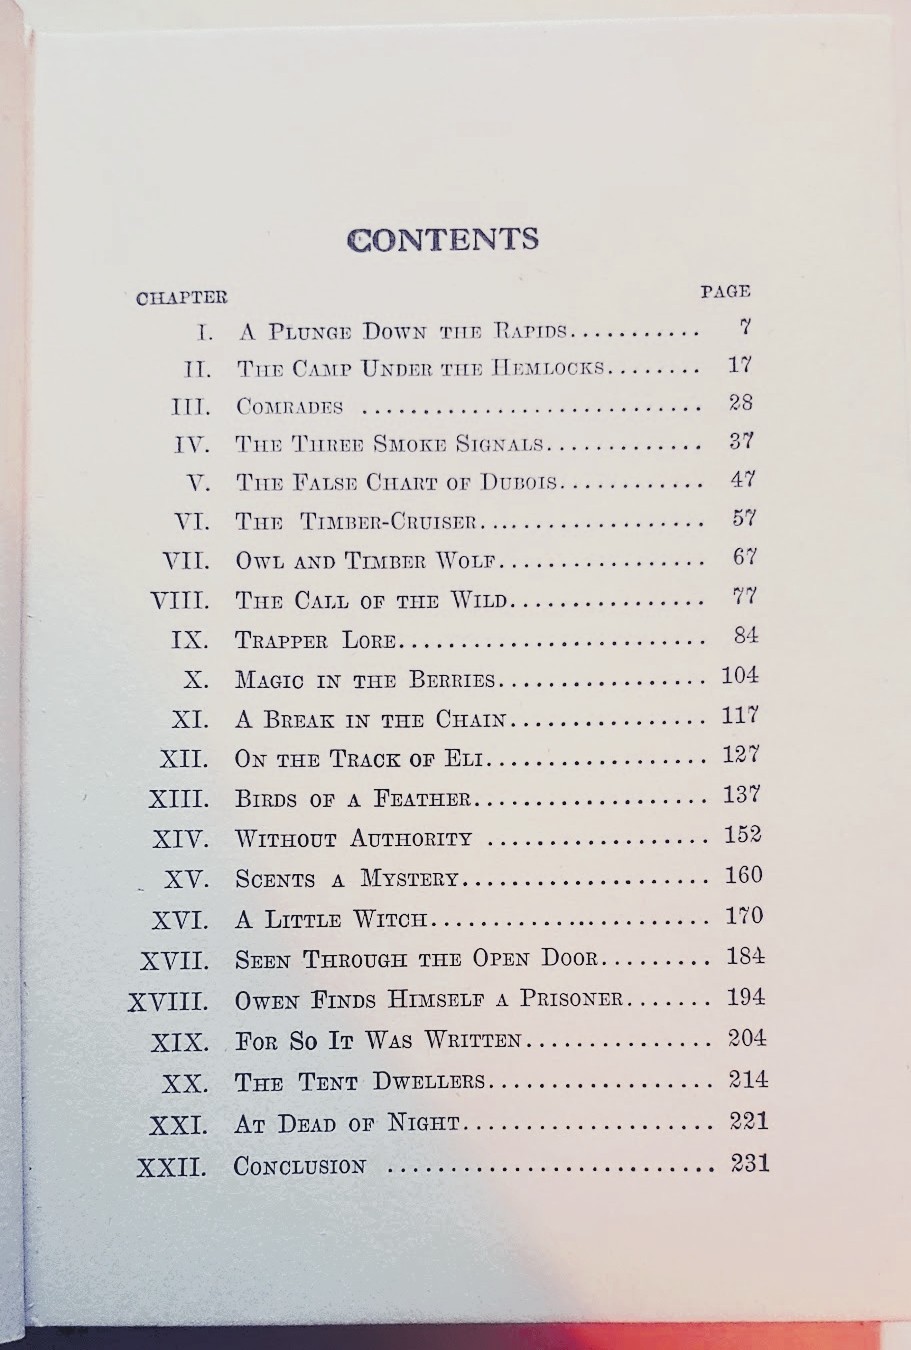 CONTENTS
CHAPTER PAGE
I. A PLUNGE DOWN THE RAPIDS........... 7
II. THE CAMP UNDER THE HEMLOCKS........ 17
III. COMRADES ............................ 28
IV. THE THREE SMOKE SIGNALS............. 37
V. THE FALSE CHART OF DUBOIS............ 47
VI. THE TIMBER-CRUISER................... 57
VII. OWL AND TIMBER WOLF................. 67
VIII. THE CALL OF THE WILD................ 77
IX. TRAPPER LORE......................... 84
X. MAGIC IN THE BERRIES................. 104
XI. A BREAK IN THE CHAIN................ 117
XII. ON THE TRACK OF ELI.................. 127
XIII. BIRDS OF A FEATHER................... 137
XIV. WITHOUT AUTHORITY .................. 152
XV. SCENTS A MYSTERY.................... 160
XVI. A LITTLE WITCH....................... 170
XVII. SEEN THROUGH THE OPEN DOOR......... 184
XVIII. OWEN FINDS HIMSELF A PRISONER....... 194
XIX. FOR SO IT WAS WRITTEN............... 204
XX. THE TENT DWELLERS................... 214
XXI. AT DEAD OF NIGHT..................... 221
XXII. CONCLUSION ........................... 231